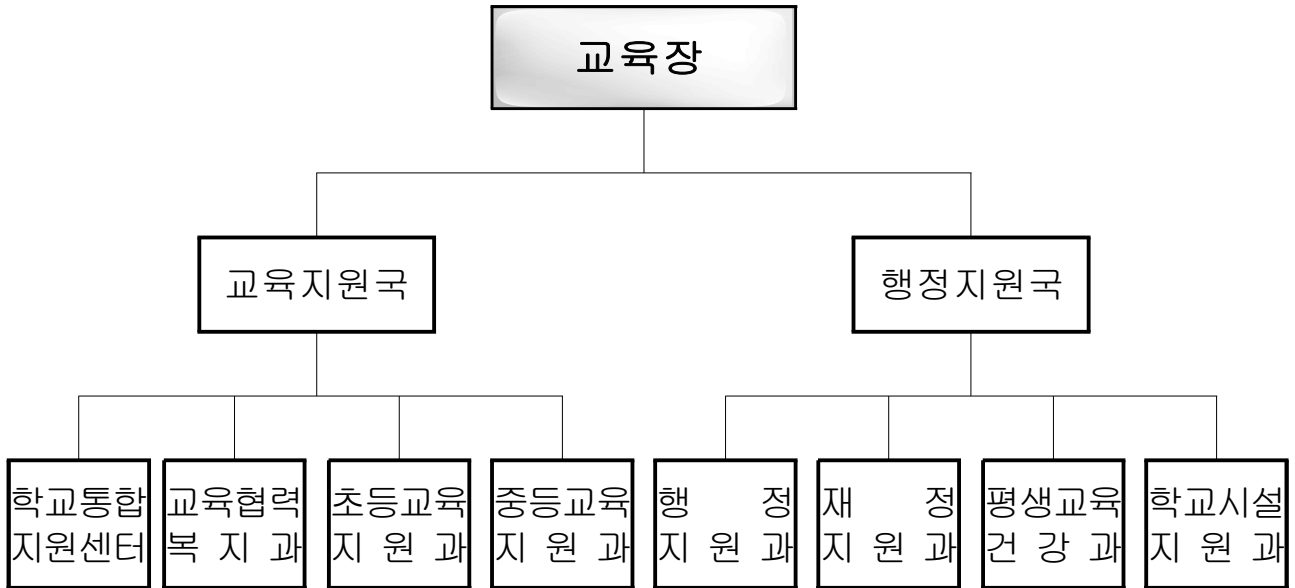 교육장
교육지원국
행정지원국
학교통합
지원센터
교육협력
복 지 과
초등교육
지 원 과
중등교육
지 원 과
행 정
지 원 과
재 정
지 원 과
평생교육
건 강 과
학교시설
지 원 과